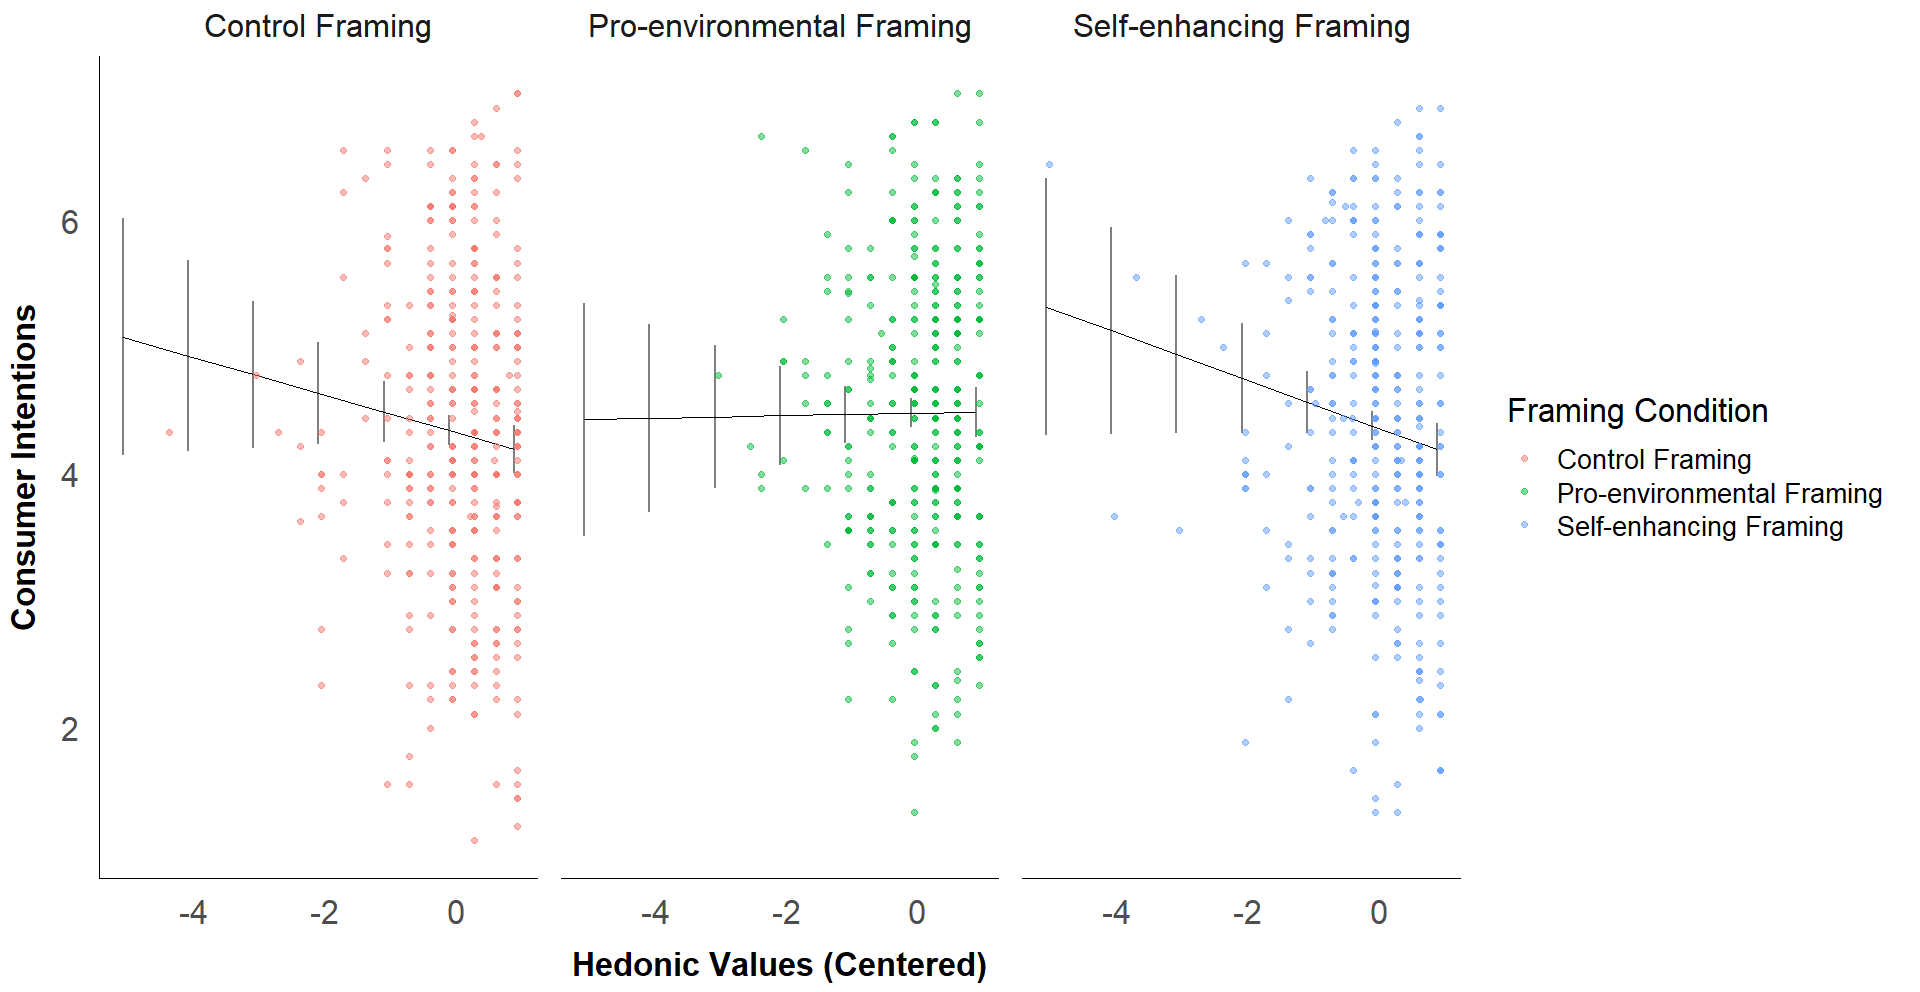 Control Framing
Pro-environmental Framing
Self-enhancing Framing
Consumer Intentions
6
4
2
-4
-2
0
-4
-2
0
-4
-2
0
Hedonic Values (Centered)
Framing Condition
Control Framing
Pro-environmental Framing
Self-enhancing Framing